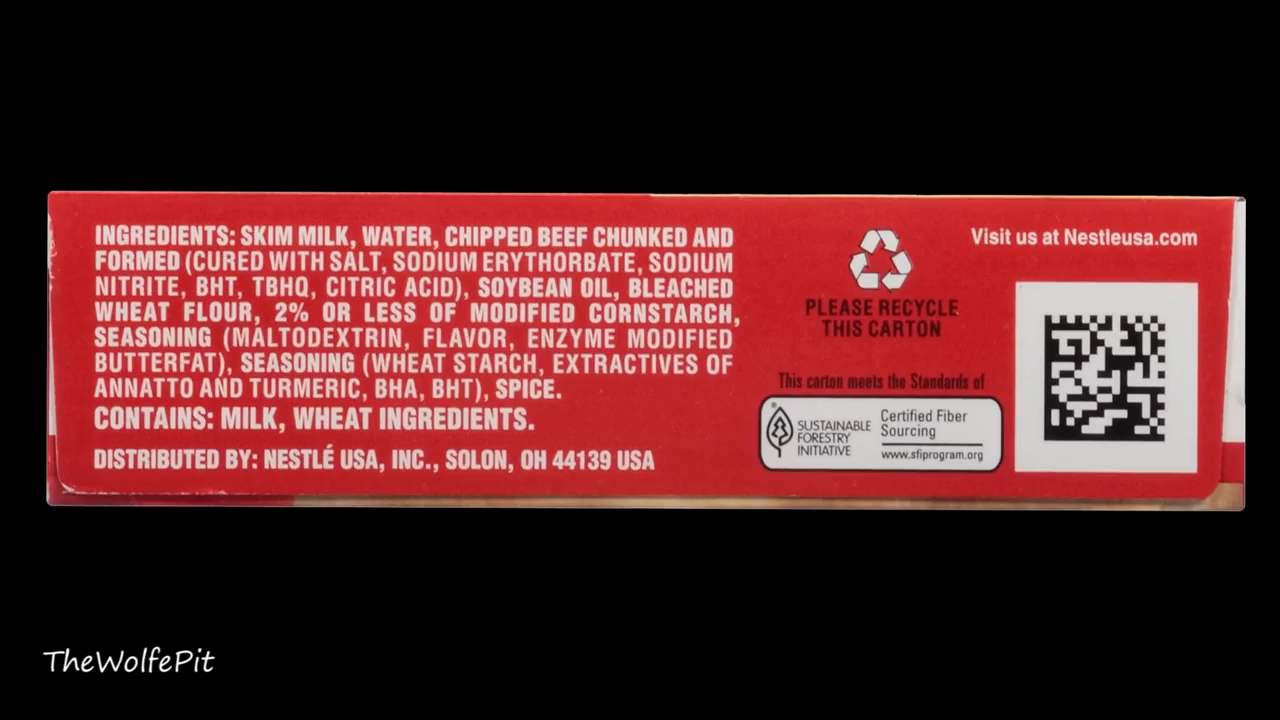 INGREDIENTS: SKIM MILK, WATER, CHIPPED BEEF CHUNKED AND
FORMED (CURED WITH SALT, SODIUM ERYTHORBATE, SODIUM
NITRITE, BHT, TBHQ, CITRIC ACID), SOYBEAN OIL, BLEACHED
WHEAT FLOUR, 2% OR LESS OF MODIFIED CORNSTARCH,
SEASONING (MALTODEXTRIN, FLAVOR, ENZYME MODIFIED
BUTTERFAT), SEASONING (WHEAT STARCH, EXTRACTIVES OF
ANNATTO AND TURMERIC, BHA, BHT), SPICE.
CONTAINS: MILK, WHEAT INGREDIENTS.
DISTRIBUTED BY: NESTLÉ USA, INC., SOLON, OH 44139 USA
PLEASE RECYCLE
THIS CARTON
This carton meets the Standards of
SUSTAINABLE
FORESTRY
INITIATIVE
Certified Fiber
Sourcing
www.sfiprogram.org
Visit us at Nestleusa.com
TheWolfePit